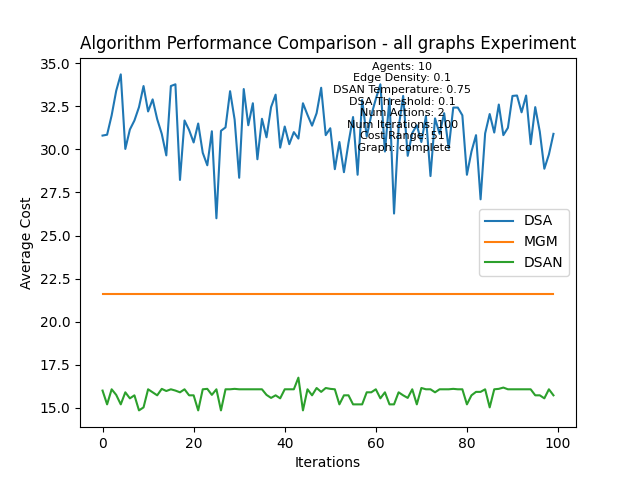 Algorithm Performance Comparison - all graphs Experiment
Agents: 10
Edge Density: 0.1
DSAN Temperature: 0.75
DSA Threshold: 0.1
Num Actions: 2
Num Iterations: 100
Cost Range: 51
Graph: complete
35.0
32.5
30.0
27.5
25.0
22.5
20.0
17.5
15.0
Average Cost
DSA
MGM
DSAN
0
20
40
60
80
100
Iterations